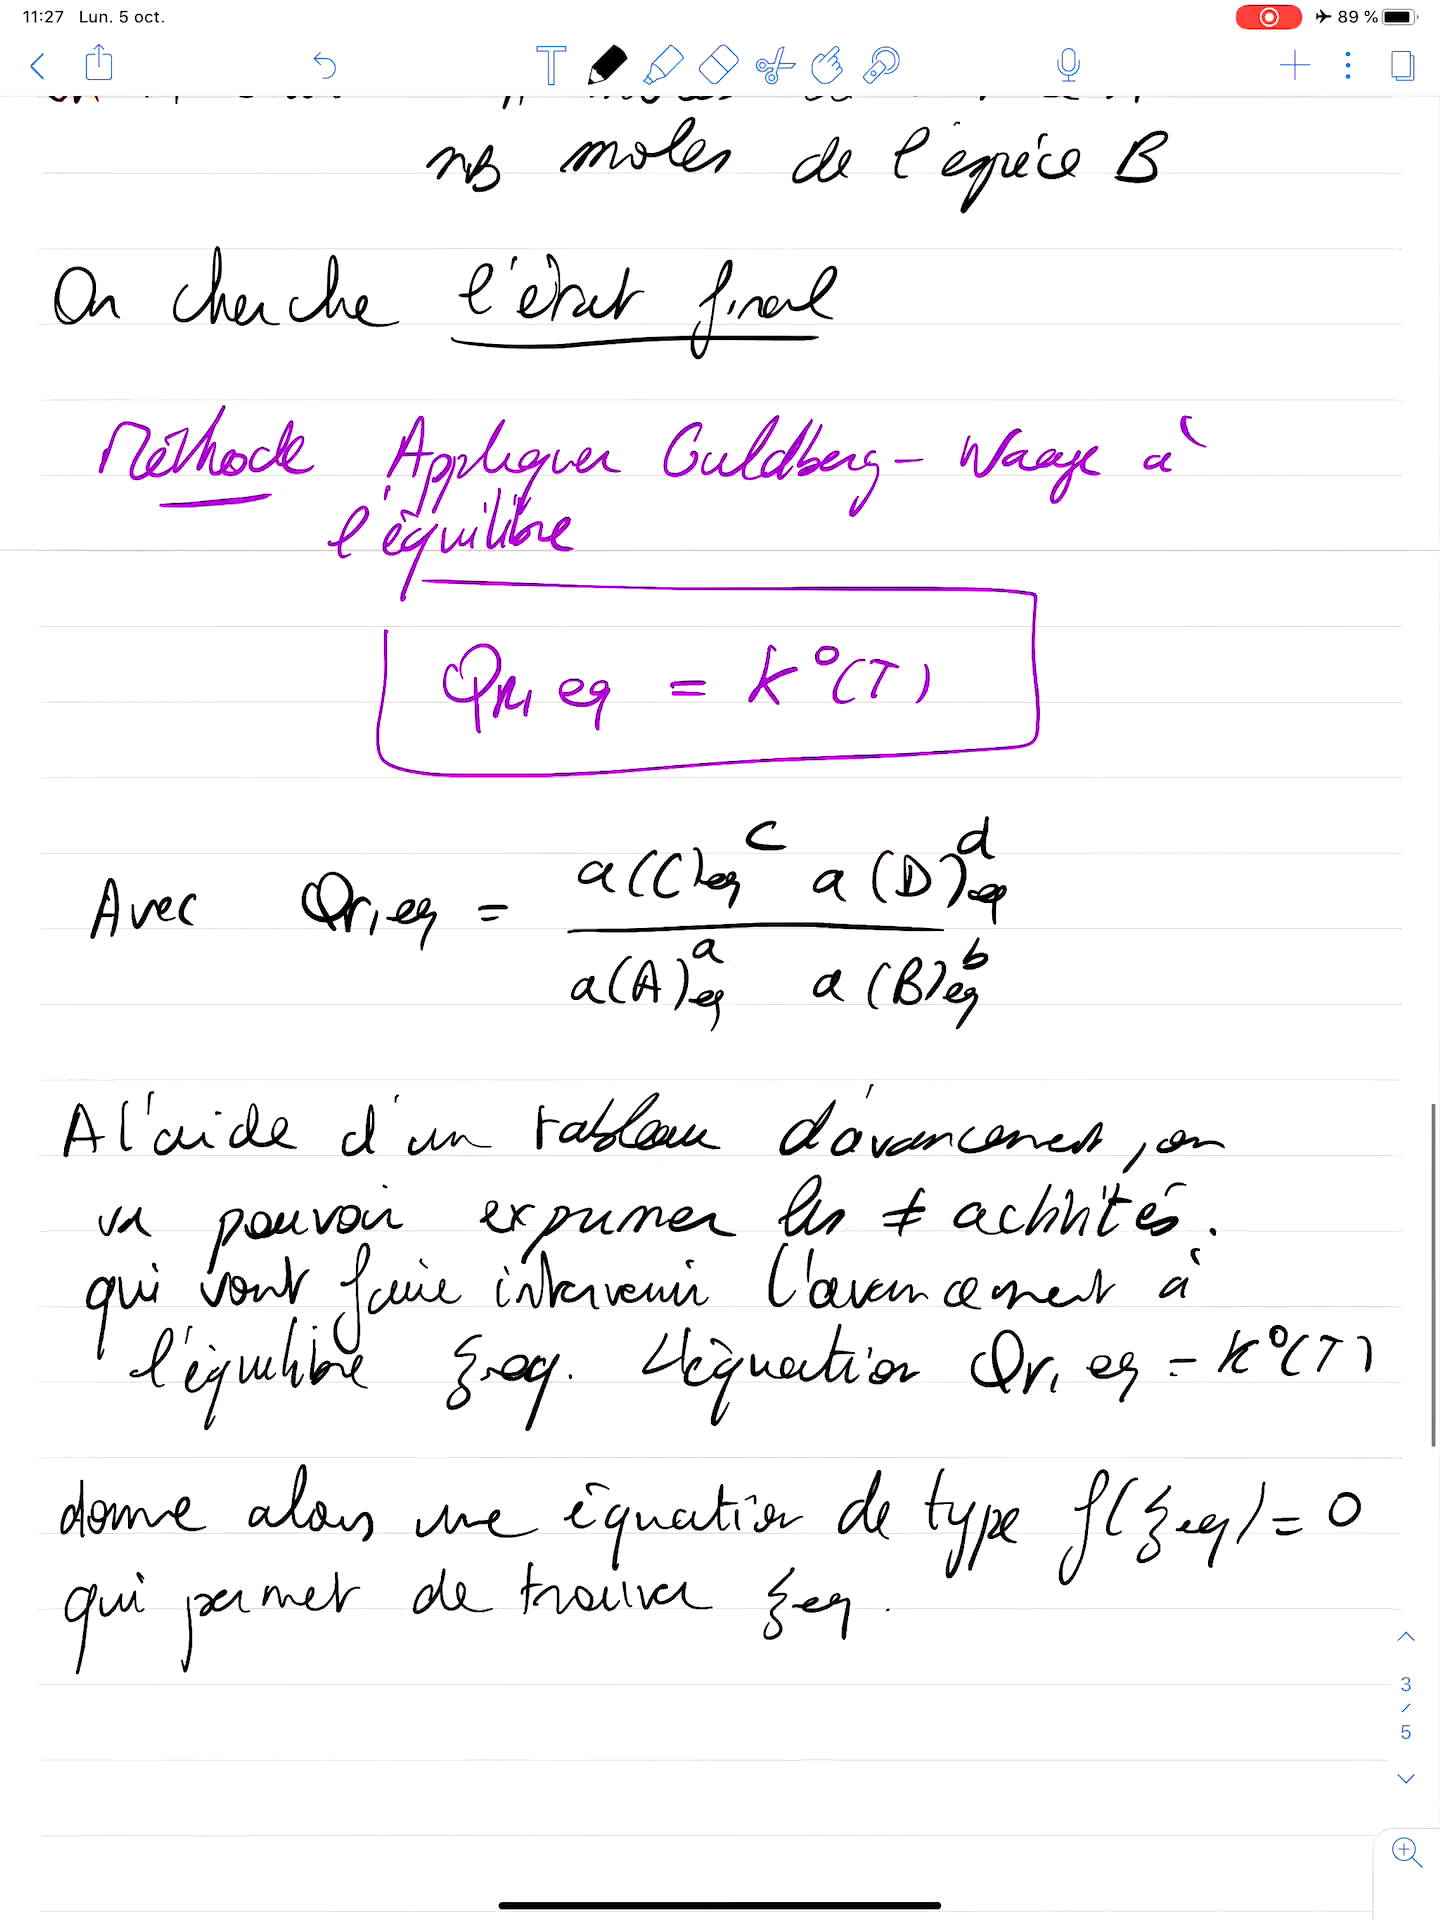 11:27 Lun. 5 oct.
89 %
moles
nB moles de l'espèce B
On cherche l'état final
Méthode Appliquer Guldberg-Waage à
l'équilibre
Qr, eq = K°(T)
a(C)eq^c a(D)eq^d
Avec Qr, eq =
a(A)eq^a a(B)eq^b
A l'aide d'un tableau d'avancement, on
va pouvoir exprimer les ≠ activités.
qui vont faire intervenir l'avancement à
l'équilibre ξeq. L'équation Qr, eq = K°(T)
donne alors une équation de type f(ξeq) = 0
qui permet de trouver ξeq.
3
/
5